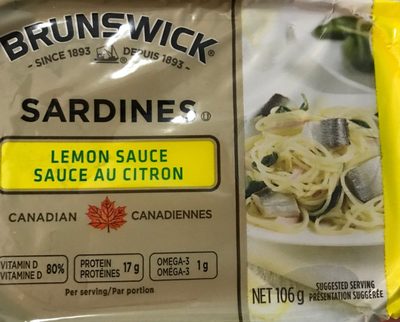 BRUNSWICK
- SINCE 1893 - DEPUIS 1893 -
SARDINES
LEMON SAUCE
SAUCE AU CITRON
CANADIAN CANADIENNES
VITAMIN D
VITAMINE D 80%
PROTEIN
PROTÉINES 17 g
OMEGA-3
OMÉGA-3 1 g
Per serving/Par portion
NET 106 g
SUGGESTED SERVING
PRÉSENTATION SUGGÉRÉE